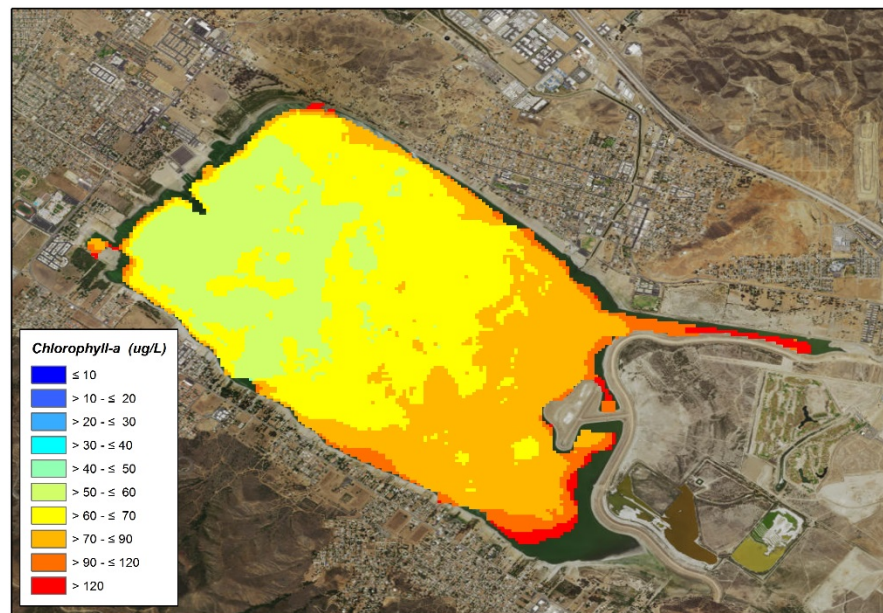 Chlorophyll-a (ug/L)
≤ 10
> 10 - ≤ 20
> 20 - ≤ 30
> 30 - ≤ 40
> 40 - ≤ 50
> 50 - ≤ 60
> 60 - ≤ 70
> 70 - ≤ 90
> 90 - ≤ 120
> 120